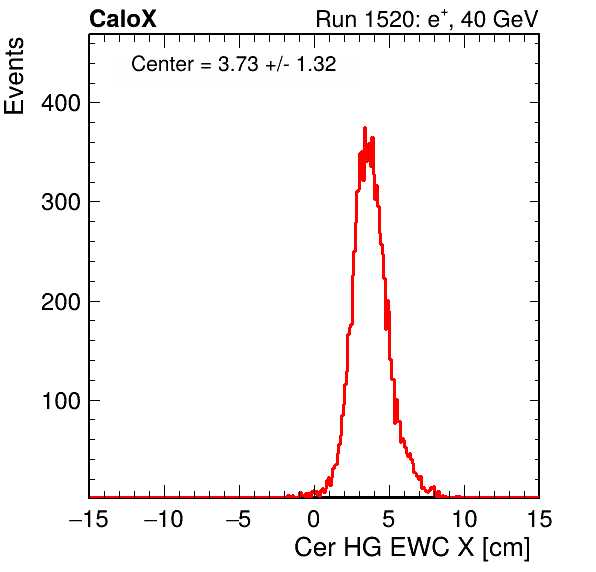 CaloX Run 1520: e⁺, 40 GeV
Center = 3.73 +/- 1.32
Events
400
300
200
100
−15 −10 −5 0 5 10 15
Cer HG EWC X [cm]